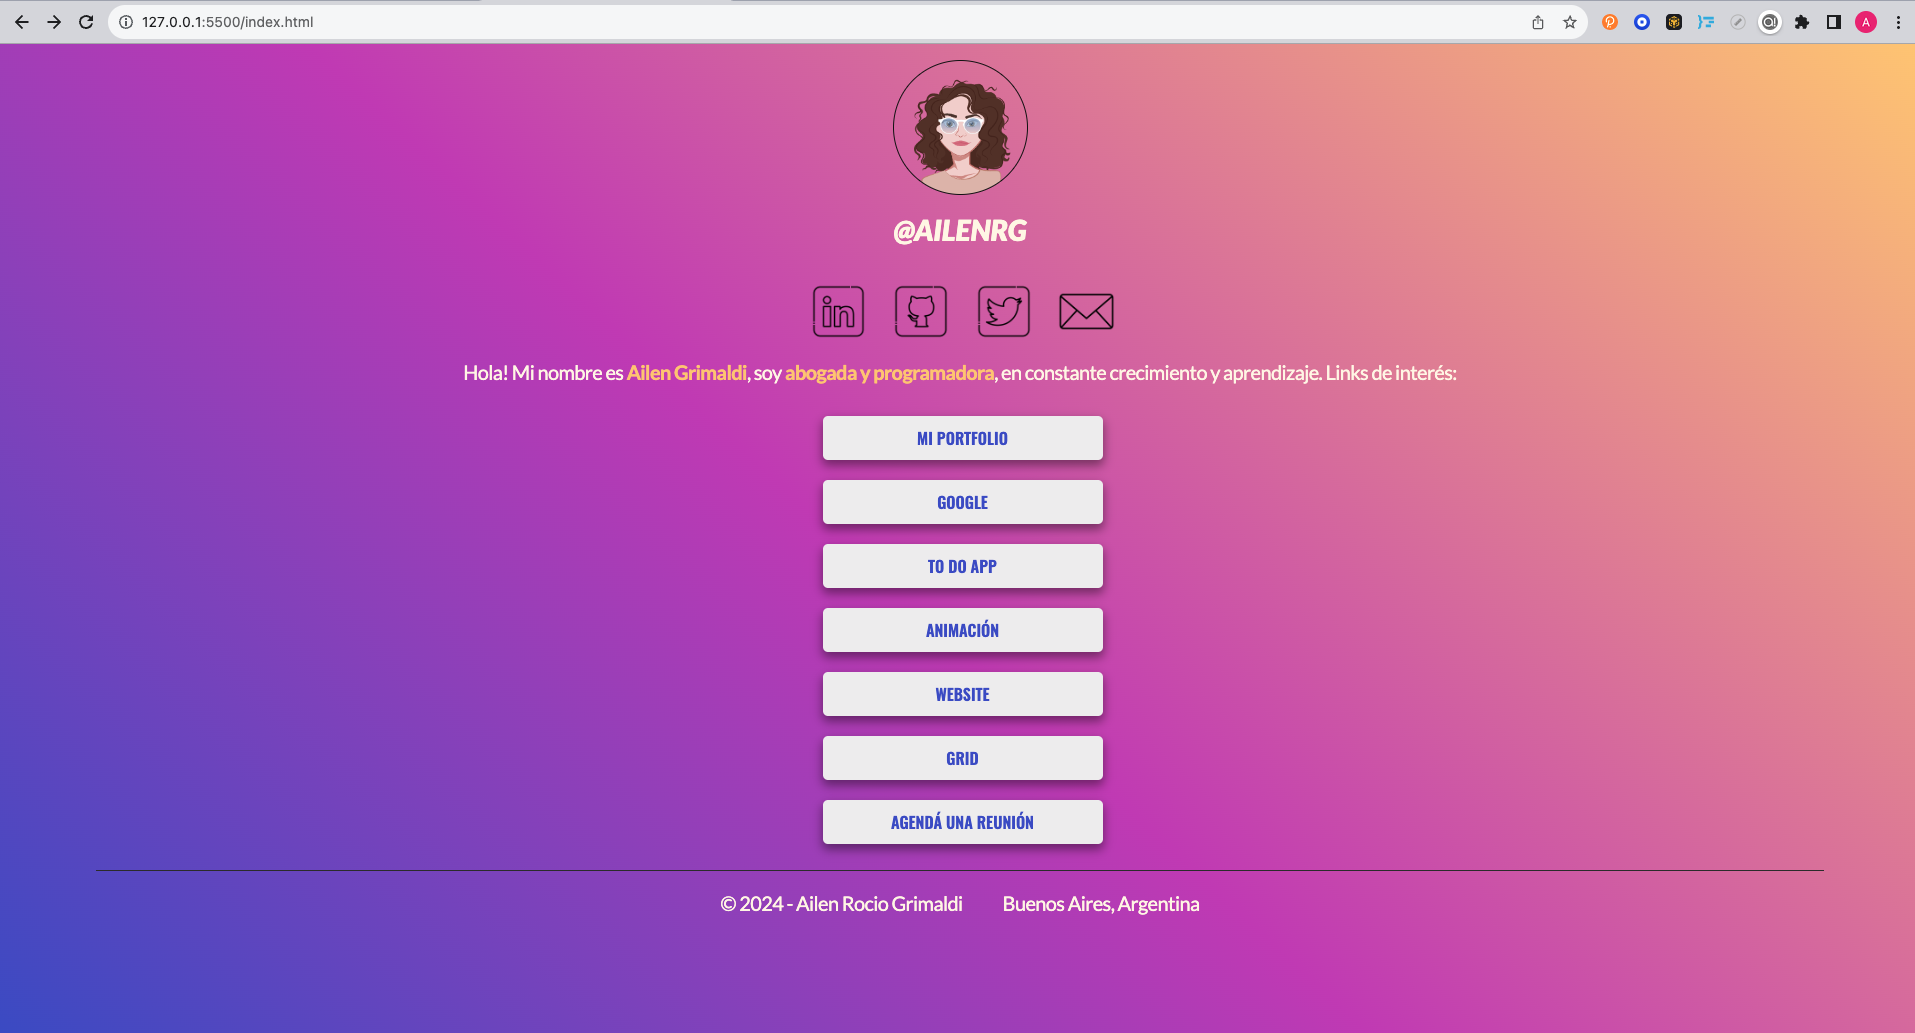 127.0.0.1:5500/index.html
A
@AILENRG
in
Hola! Mi nombre es Ailen Grimaldi, soy abogada y programadora, en constante crecimiento y aprendizaje. Links de interés:
MI PORTFOLIO
GOOGLE
TO DO APP
ANIMACIÓN
WEBSITE
GRID
AGENDÁ UNA REUNIÓN
© 2024 - Ailen Rocio Grimaldi Buenos Aires, Argentina